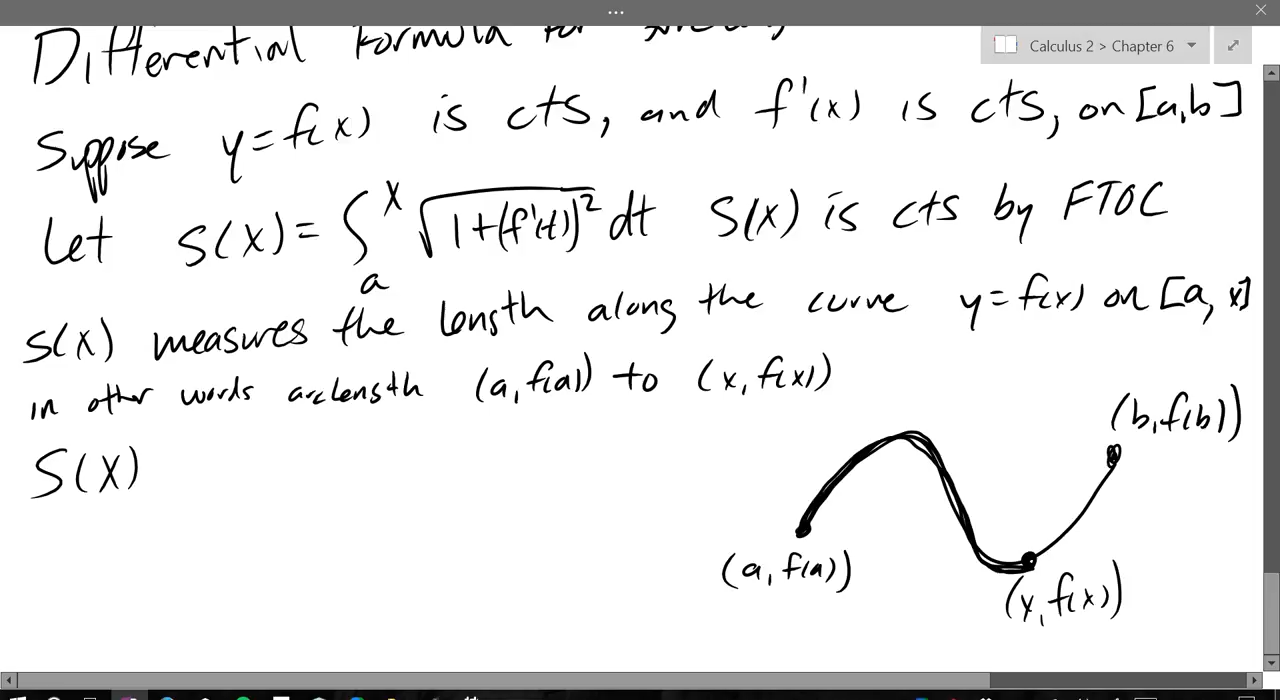 Calculus 2 > Chapter 6
Differential Formula for
Suppose y=f(x) is cts, and f'(x) is cts, on [a,b]
Let S(X) = ∫ₐˣ √(1+(f'(t))² dt S(X) is cts by FTOC
S(X) measures the length along the curve y=f(x) on [a, x]
in other words arclength (a, f(a)) to (x, f(x))
(b, f(b))
S(X)
(a, f(a))
(x, f(x))